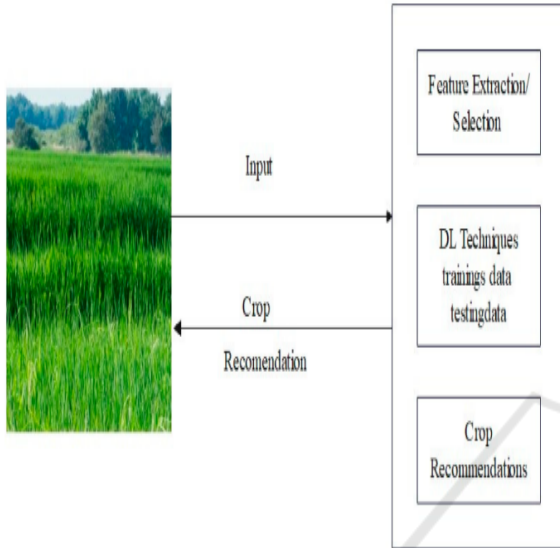 Feature Extraction/
Selection
Input
DL Techniques
trainings data
testingdata
Crop
Recomendation
Crop
Recommendations